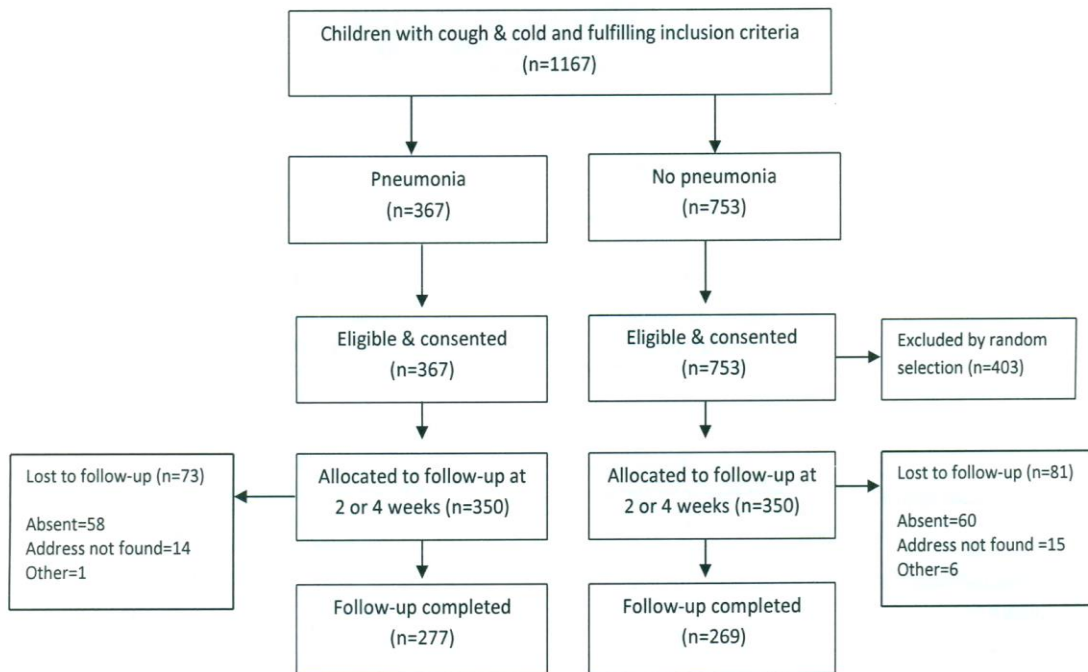 Children with cough & cold and fulfilling inclusion criteria
(n=1167)
Pneumonia
(n=367)
No pneumonia
(n=753)
Eligible & consented
(n=367)
Eligible & consented
(n=753)
Excluded by random
selection (n=403)
Lost to follow-up (n=73)
Absent=58
Address not found=14
Other=1
Allocated to follow-up at
2 or 4 weeks (n=350)
Allocated to follow-up at
2 or 4 weeks (n=350)
Lost to follow-up (n=81)
Absent=60
Address not found =15
Other=6
Follow-up completed
(n=277)
Follow-up completed
(n=269)